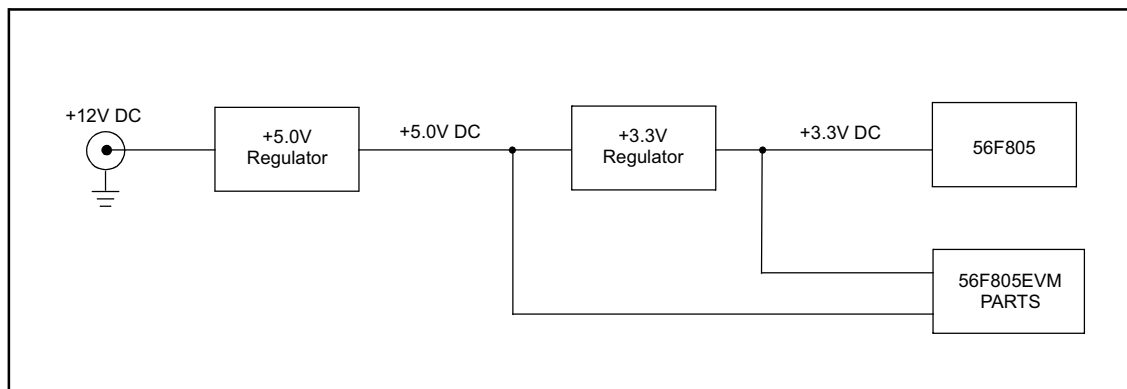 +12V DC
+5.0V
Regulator
+5.0V DC
+3.3V
Regulator
+3.3V DC
56F805
56F805EVM
PARTS